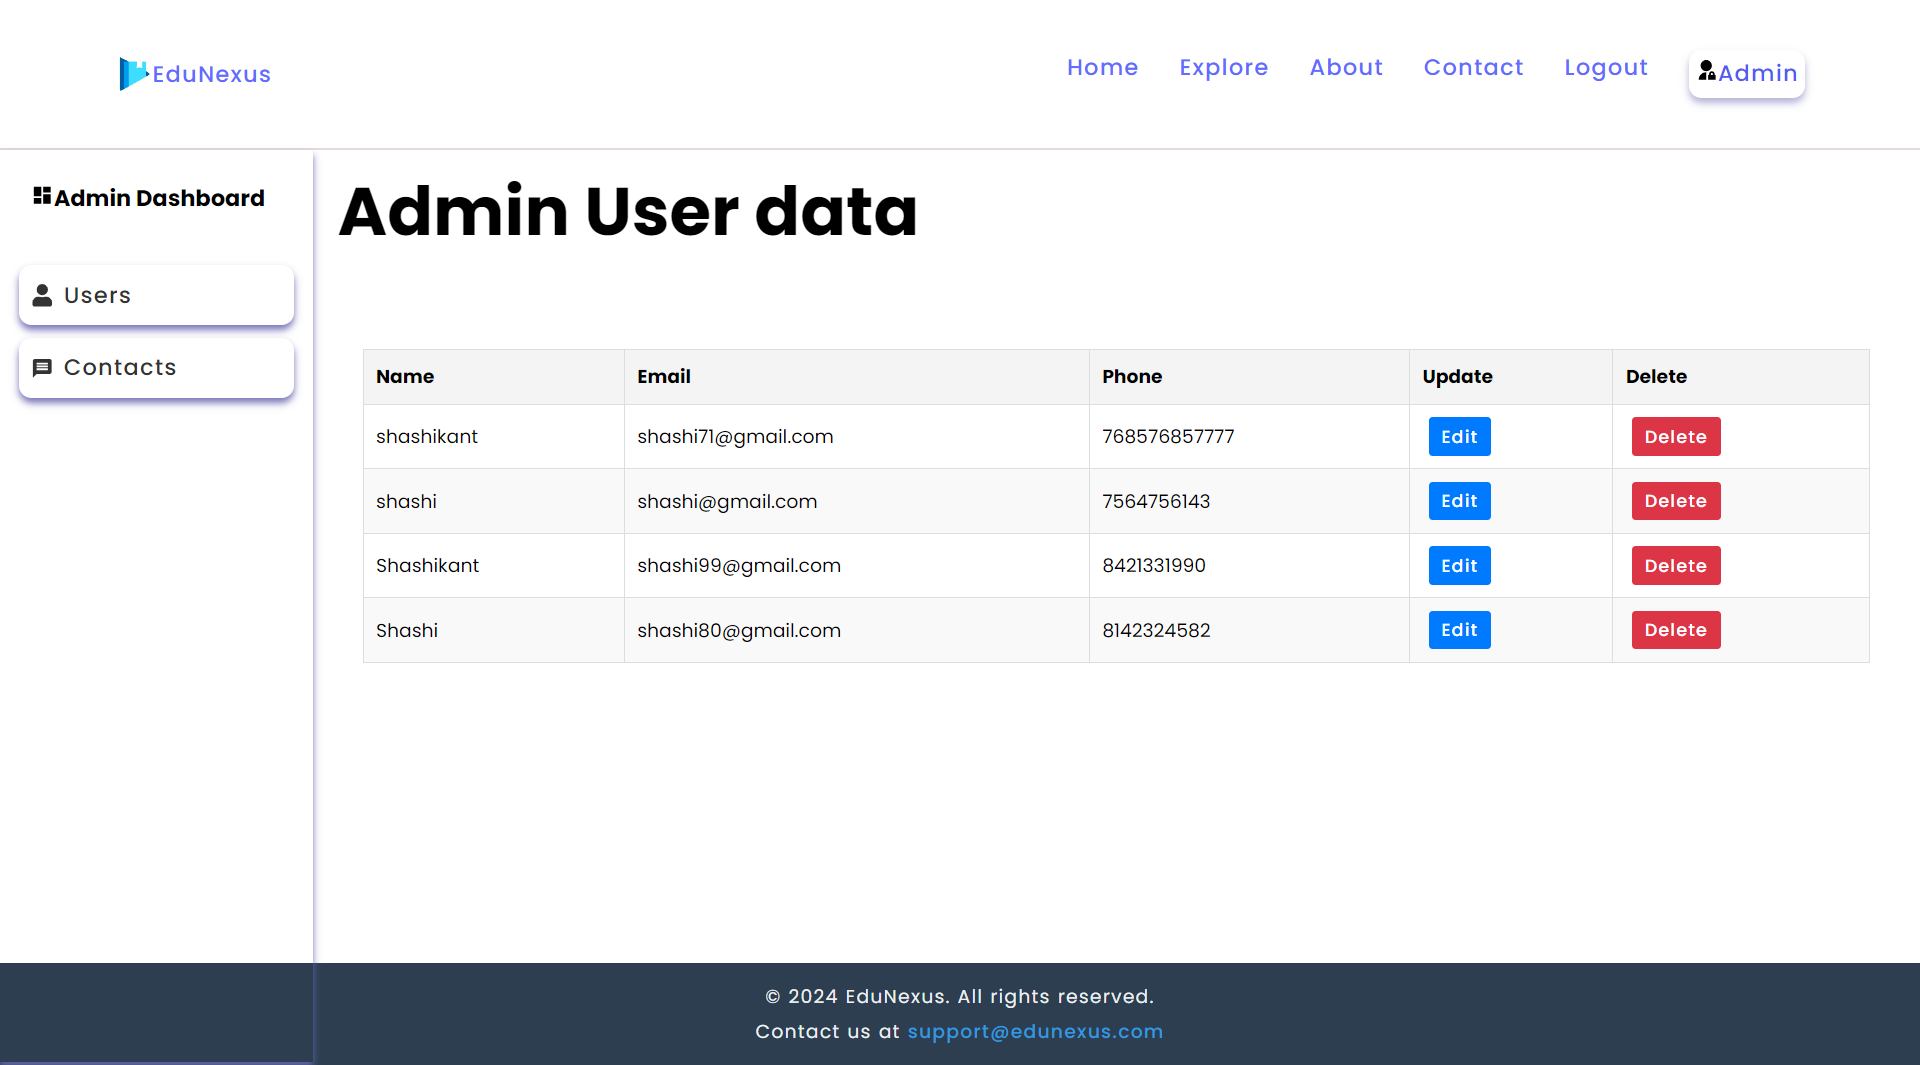 EduNexus
Home Explore About Contact Logout Admin
Admin Dashboard
Users
Contacts
Admin User data
Name Email Phone Update Delete
shashikant shashi71@gmail.com 768576857777 Edit Delete
shashi shashi@gmail.com 7564756143 Edit Delete
Shashikant shashi99@gmail.com 8421331990 Edit Delete
Shashi shashi80@gmail.com 8142324582 Edit Delete
© 2024 EduNexus. All rights reserved.
Contact us at support@edunexus.com